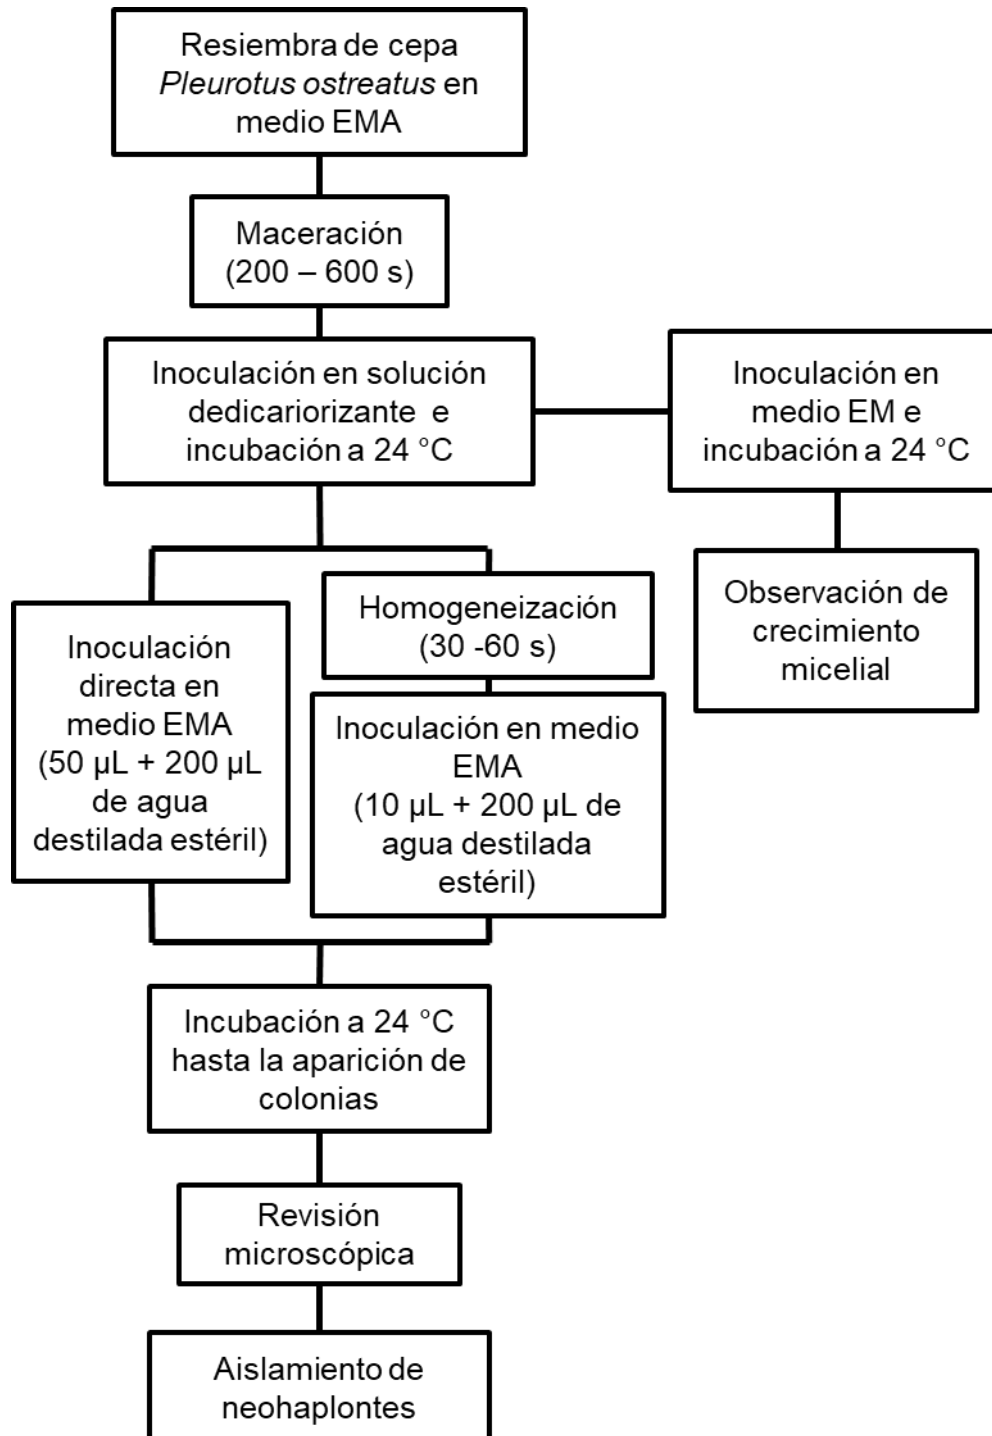 Resiembra de cepa
Pleurotus ostreatus en
medio EMA
Maceración
(200 – 600 s)
Inoculación en solución
dedicariorizante e
incubación a 24 °C
Inoculación en
medio EM e
incubación a 24 °C
Observación de
crecimiento
micelial
Inoculación
directa en
medio EMA
(50 µL + 200 µL
de agua
destilada estéril)
Homogeneización
(30 -60 s)
Inoculación en medio
EMA
(10 µL + 200 µL de
agua destilada
estéril)
Incubación a 24 °C
hasta la aparición de
colonias
Revisión
microscópica
Aislamiento de
neohaplontes